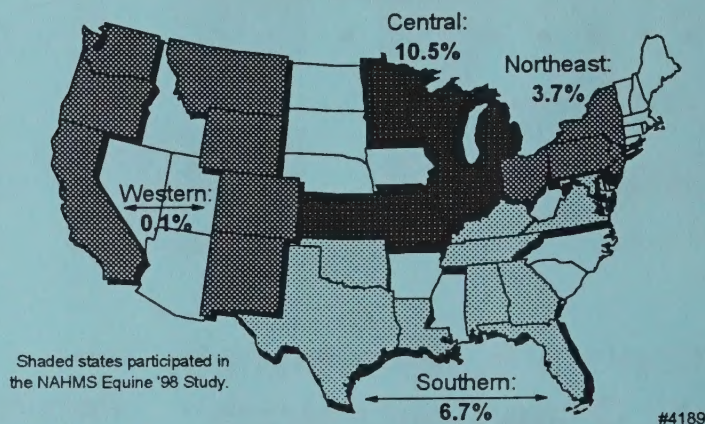 Central:
10.5%
Northeast:
3.7%
Western:
0.1%
Shaded states participated in
the NAHMS Equine '98 Study.
Southern:
6.7%
#4189